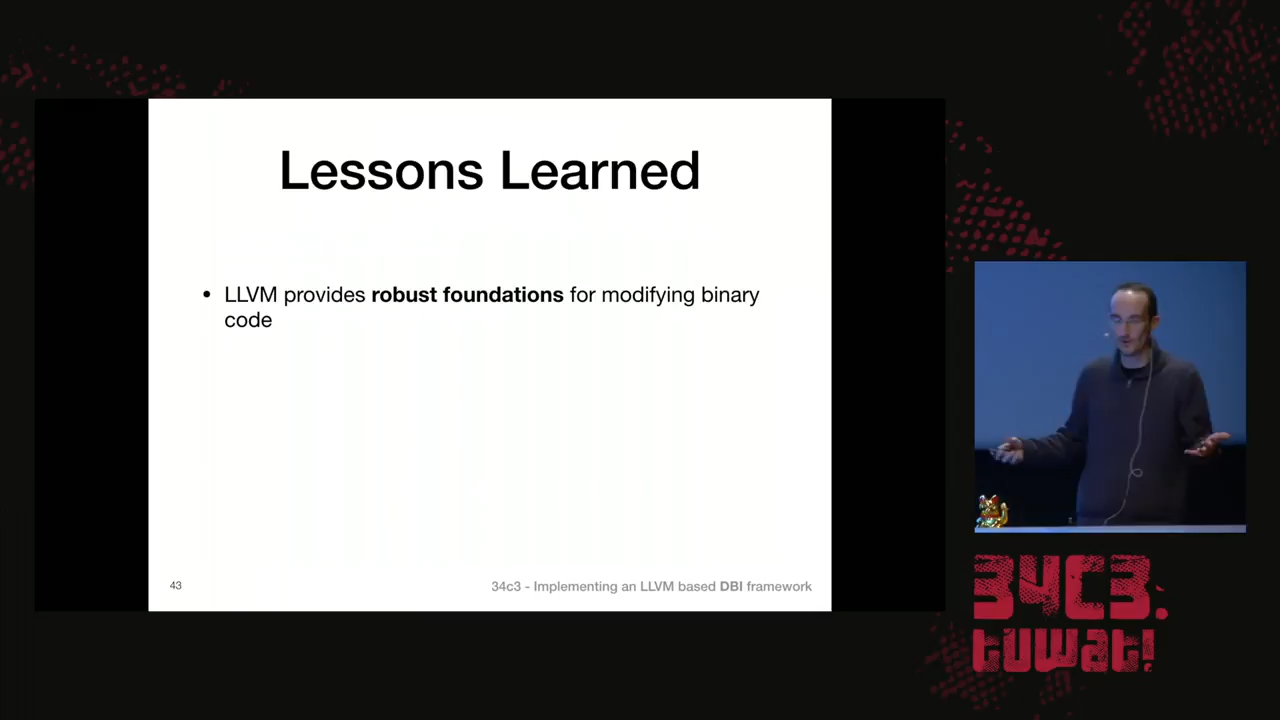 Lessons Learned
• LLVM provides robust foundations for modifying binary
code
43
34c3 - Implementing an LLVM based DBI framework
34C3.
tuwat!